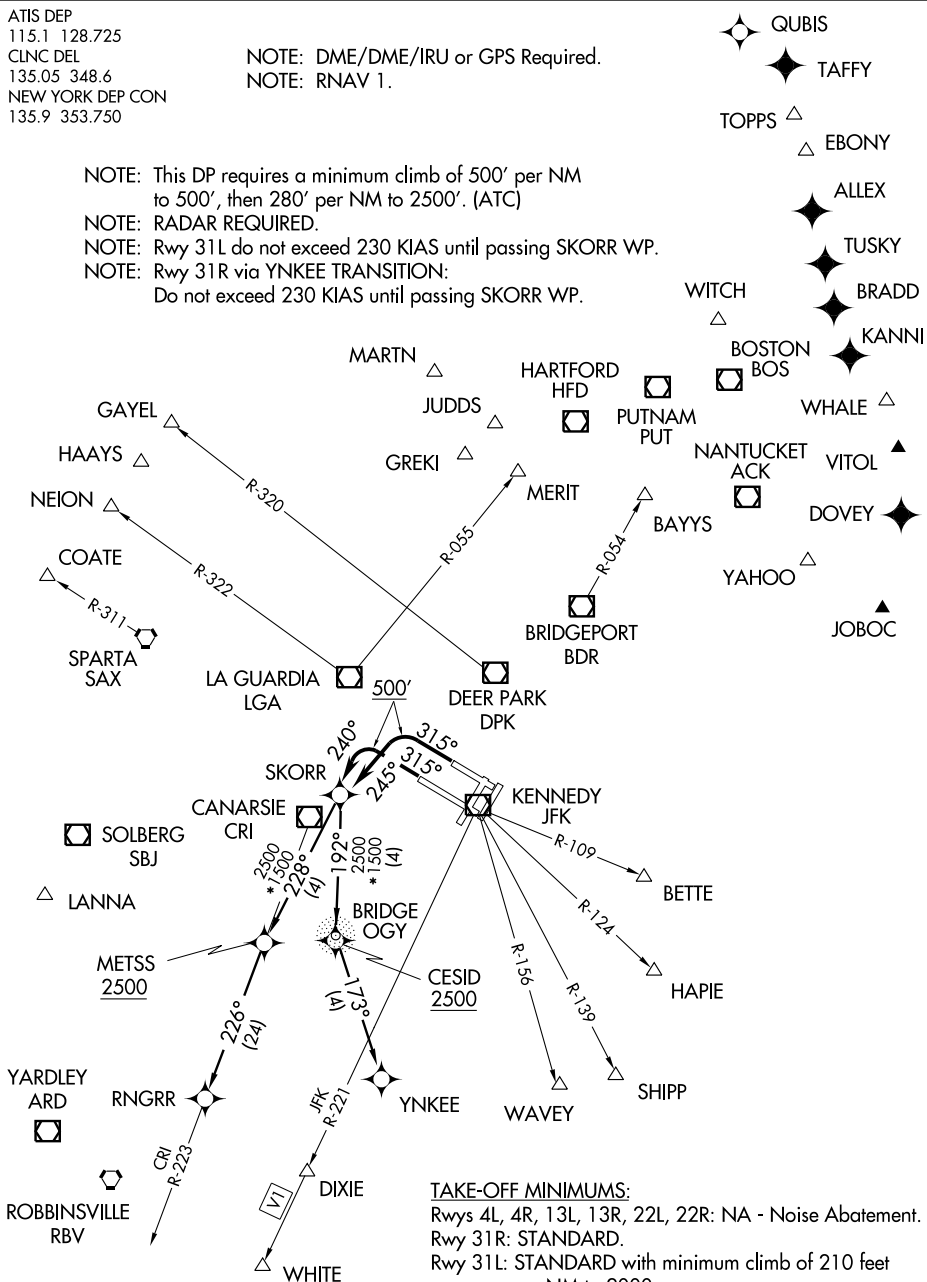 ATIS DEP
115.1 128.725
CLNC DEL
135.05 348.6
NEW YORK DEP CON
135.9 353.750
NOTE: DME/DME/IRU or GPS Required.
NOTE: RNAV 1.
NOTE: This DP requires a minimum climb of 500' per NM
to 500', then 280' per NM to 2500'. (ATC)
NOTE: RADAR REQUIRED.
NOTE: Rwy 31L do not exceed 230 KIAS until passing SKORR WP.
NOTE: Rwy 31R via YNKEE TRANSITION:
Do not exceed 230 KIAS until passing SKORR WP.
QUBIS
TAFFY
TOPPS
EBONY
ALLEX
TUSKY
BRADD
KANNI
WITCH
BOSTON
BOS
MARTN
HARTFORD
HFD
PUTNAM
PUT
WHALE
GAYEL
JUDDS
HAAYS
GREKI
MERIT
NANTUCKET
ACK
VITOL
NEION
R-320
BAYYS
DOVEY
COATE
R-322
R-055
R-054
YAHOO
R-311
SPARTA
SAX
BRIDGEPORT
BDR
JOBOC
LA GUARDIA
LGA
500'
DEER PARK
DPK
240°
315°
245°
315°
SKORR
CANARSIE
CRI
KENNEDY
JFK
SOLBERG
SBJ
R-109
BETTE
LANNA
2500
*1500
228°
(4)
192°
2500
*1500
(4)
BRIDGE
OGY
R-124
HAPIE
METSS
2500
CESID
2500
R-156
R-139
173°
(4)
226°
(24)
YARDLEY
ARD
RNGRR
YNKEE
WAVEY
SHIPP
JFK
R-221
CRI
R-223
ROBBINSVILLE
RBV
DIXIE
V1
WHITE
TAKE-OFF MINIMUMS:
Rwys 4L, 4R, 13L, 13R, 22L, 22R: NA - Noise Abatement.
Rwy 31R: STANDARD.
Rwy 31L: STANDARD with minimum climb of 210 feet